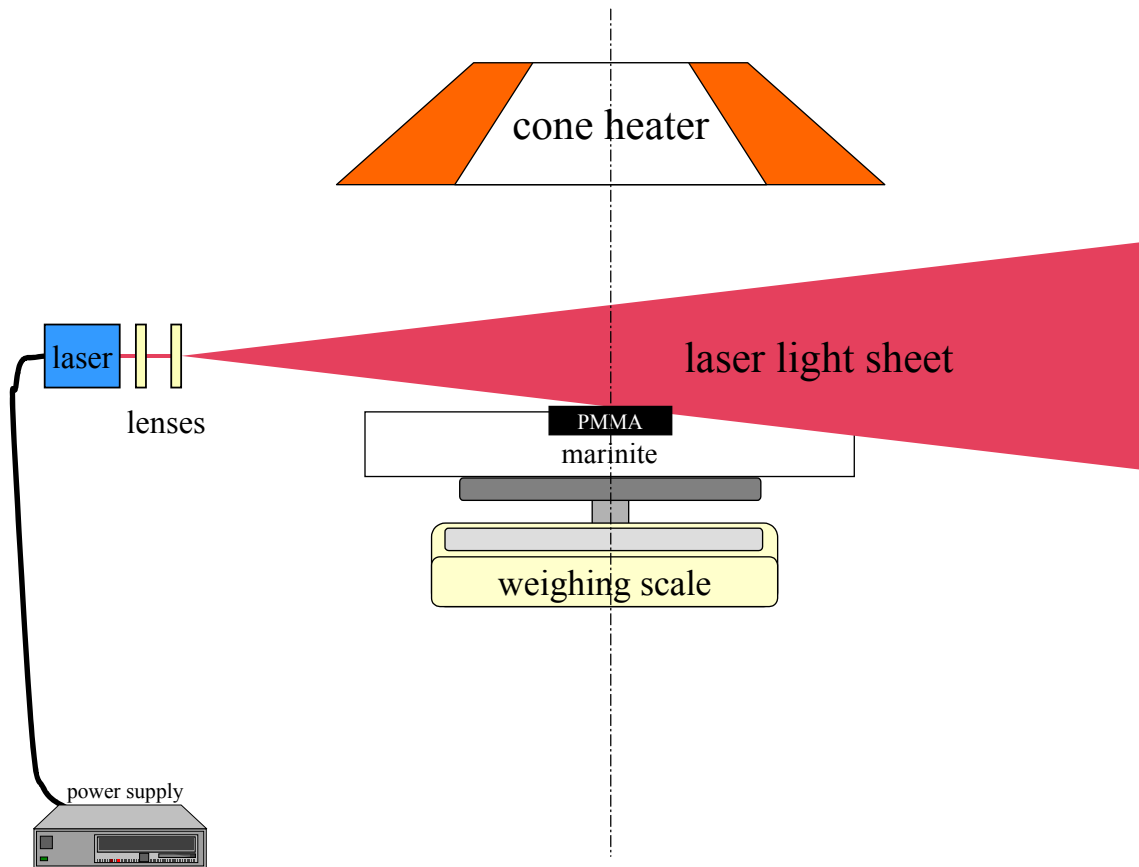 cone heater
laser
laser light sheet
lenses
PMMA
marinite
weighing scale
power supply